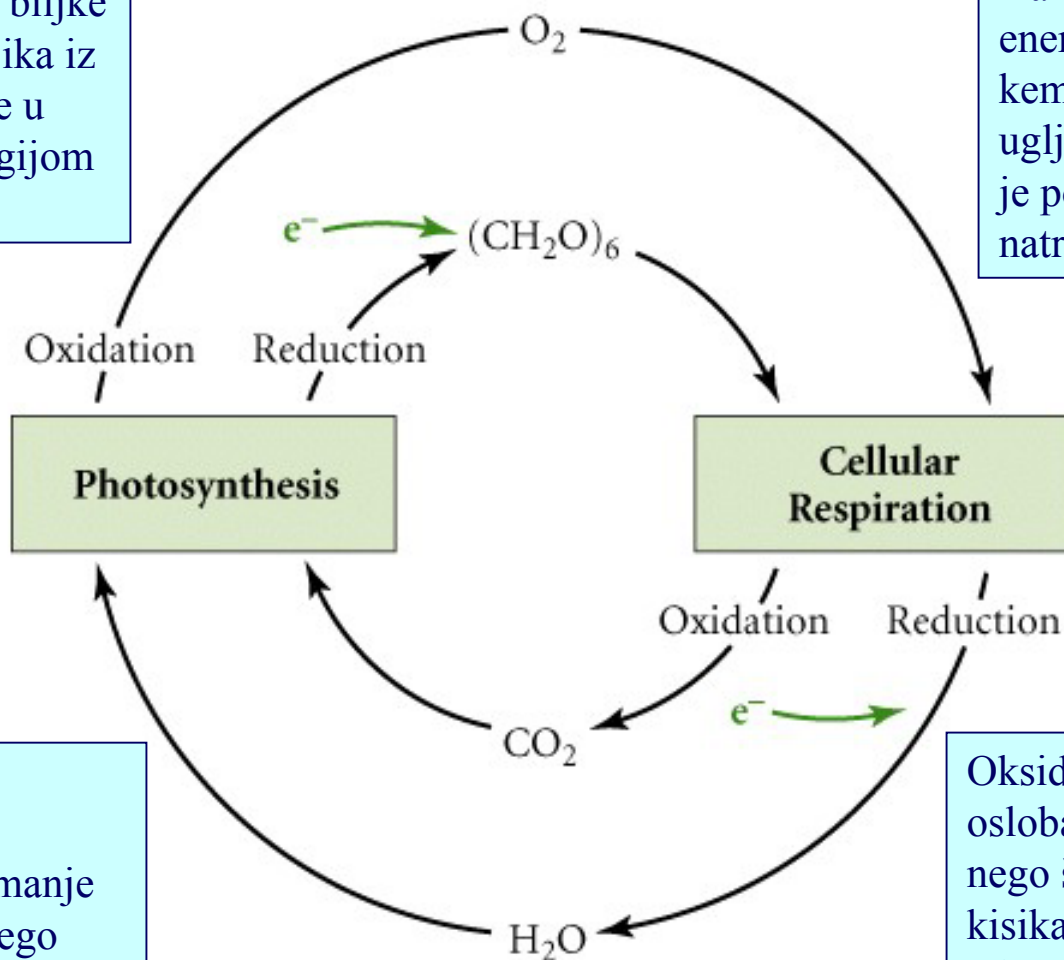 biljke
ika iz
e u
gijom
O₂
ener
kem
uglj
je po
natr
e⁻
(CH₂O)₆
Oxidation
Reduction
Photosynthesis
Cellular
Respiration
Oxidation
Reduction
e⁻
CO₂
manje
ego
Oksid
osloba
nego
kisika
H₂O